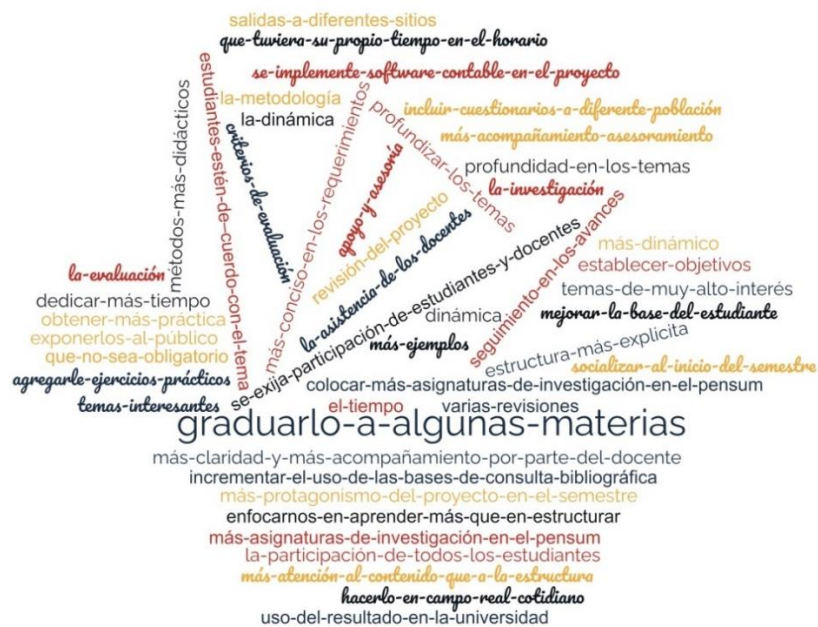 salidas-a-diferentes-sitios
que-tuviera-su-propio-tiempo-en-el-horario
se-implemente-software-contable-en-el-proyecto
estudiantes-estén-de-cuerdo-con-el-tema
métodos-más-didácticos
la-metodología
la-dinámica
criterios-de-evaluación
más-conciso-en-los-requerimientos
profundizar-los-temas
incluir-cuestionarios-a-diferente-población
más-acompañamiento-asesoramiento
apoyo-y-asesoría
profundidad-en-los-temas
la-investigación
revisión-del-proyecto
la-asistencia-de-los-docentes
se-exija-participación-de-estudiantes-y-docentes
seguimiento-en-los-avances
más-dinámico
establecer-objetivos
la-evaluación
temas-de-muy-alto-interés
dedicar-más-tiempo
mejorar-la-base-del-estudiante
dinámica
obtener-más-práctica
exponerlos-al-público
más-ejemplos
estructura-más-explicita
que-no-sea-obligatorio
socializar-al-inicio-del-semestre
agregarle-ejercicios-prácticos
colocar-más-asignaturas-de-investigación-en-el-pensum
temas-interesantes
el-tiempo
varias-revisiones
graduarlo-a-algunas-materias
más-claridad-y-más-acompañamiento-por-parte-del-docente
incrementar-el-uso-de-las-bases-de-consulta-bibliográfica
más-protagonismo-del-proyecto-en-el-semestre
enfocarnos-en-aprender-más-que-en-estructurar
más-asignaturas-de-investigación-en-el-pensum
la-participación-de-todos-los-estudiantes
más-atención-al-contenido-que-a-la-estructura
hacerlo-en-campo-real-cotidiano
uso-del-resultado-en-la-universidad